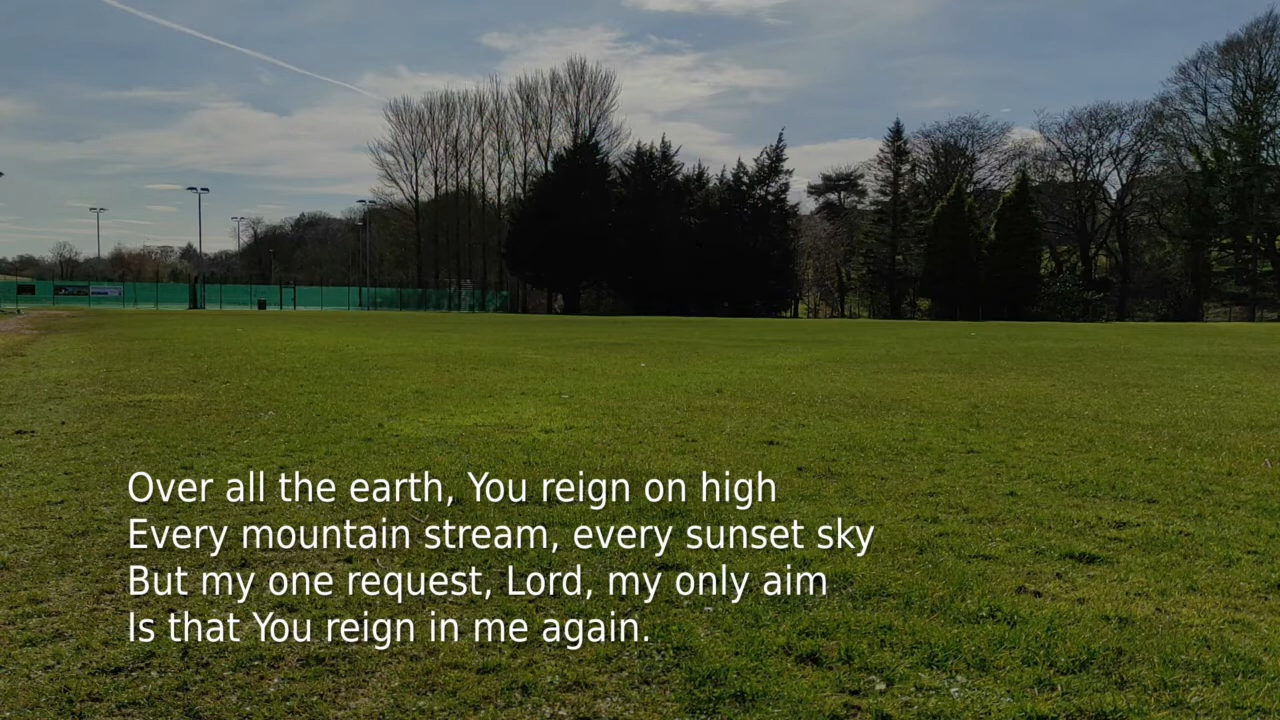 Over all the earth, You reign on high
Every mountain stream, every sunset sky
But my one request, Lord, my only aim
Is that You reign in me again.